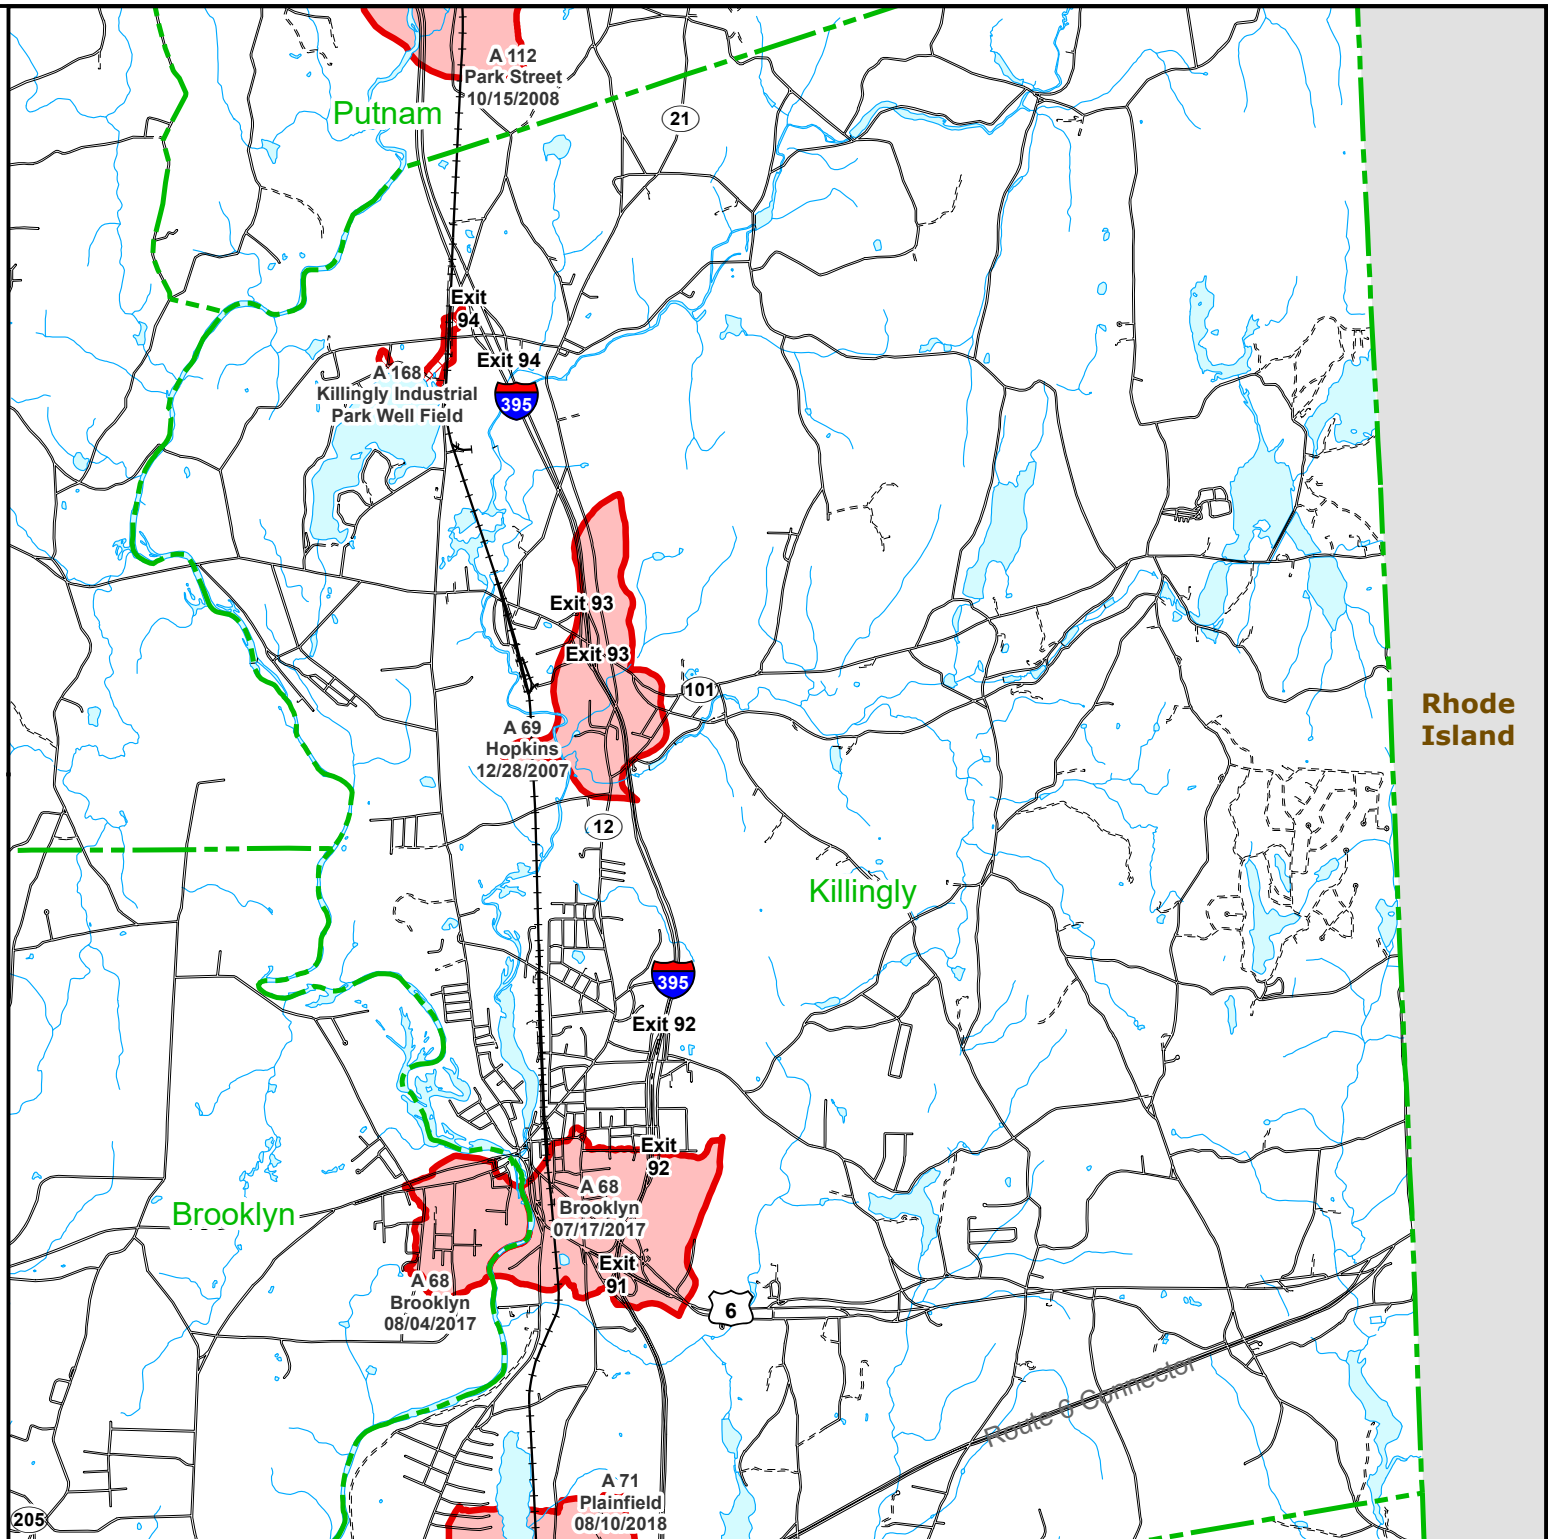 A 112
Park Street
10/15/2008
Putnam
21
Exit
94
Exit 94
A 168
Killingly Industrial
Park Well Field
395
Exit 93
Exit 93
101
Rhode
Island
A 69
Hopkins
12/28/2007
12
Killingly
395
Exit 92
Exit
92
A 68
Brooklyn
07/17/2017
Brooklyn
Exit
91
A 68
Brooklyn
08/04/2017
6
Route 6 Connector
A 71
Plainfield
08/10/2018
205